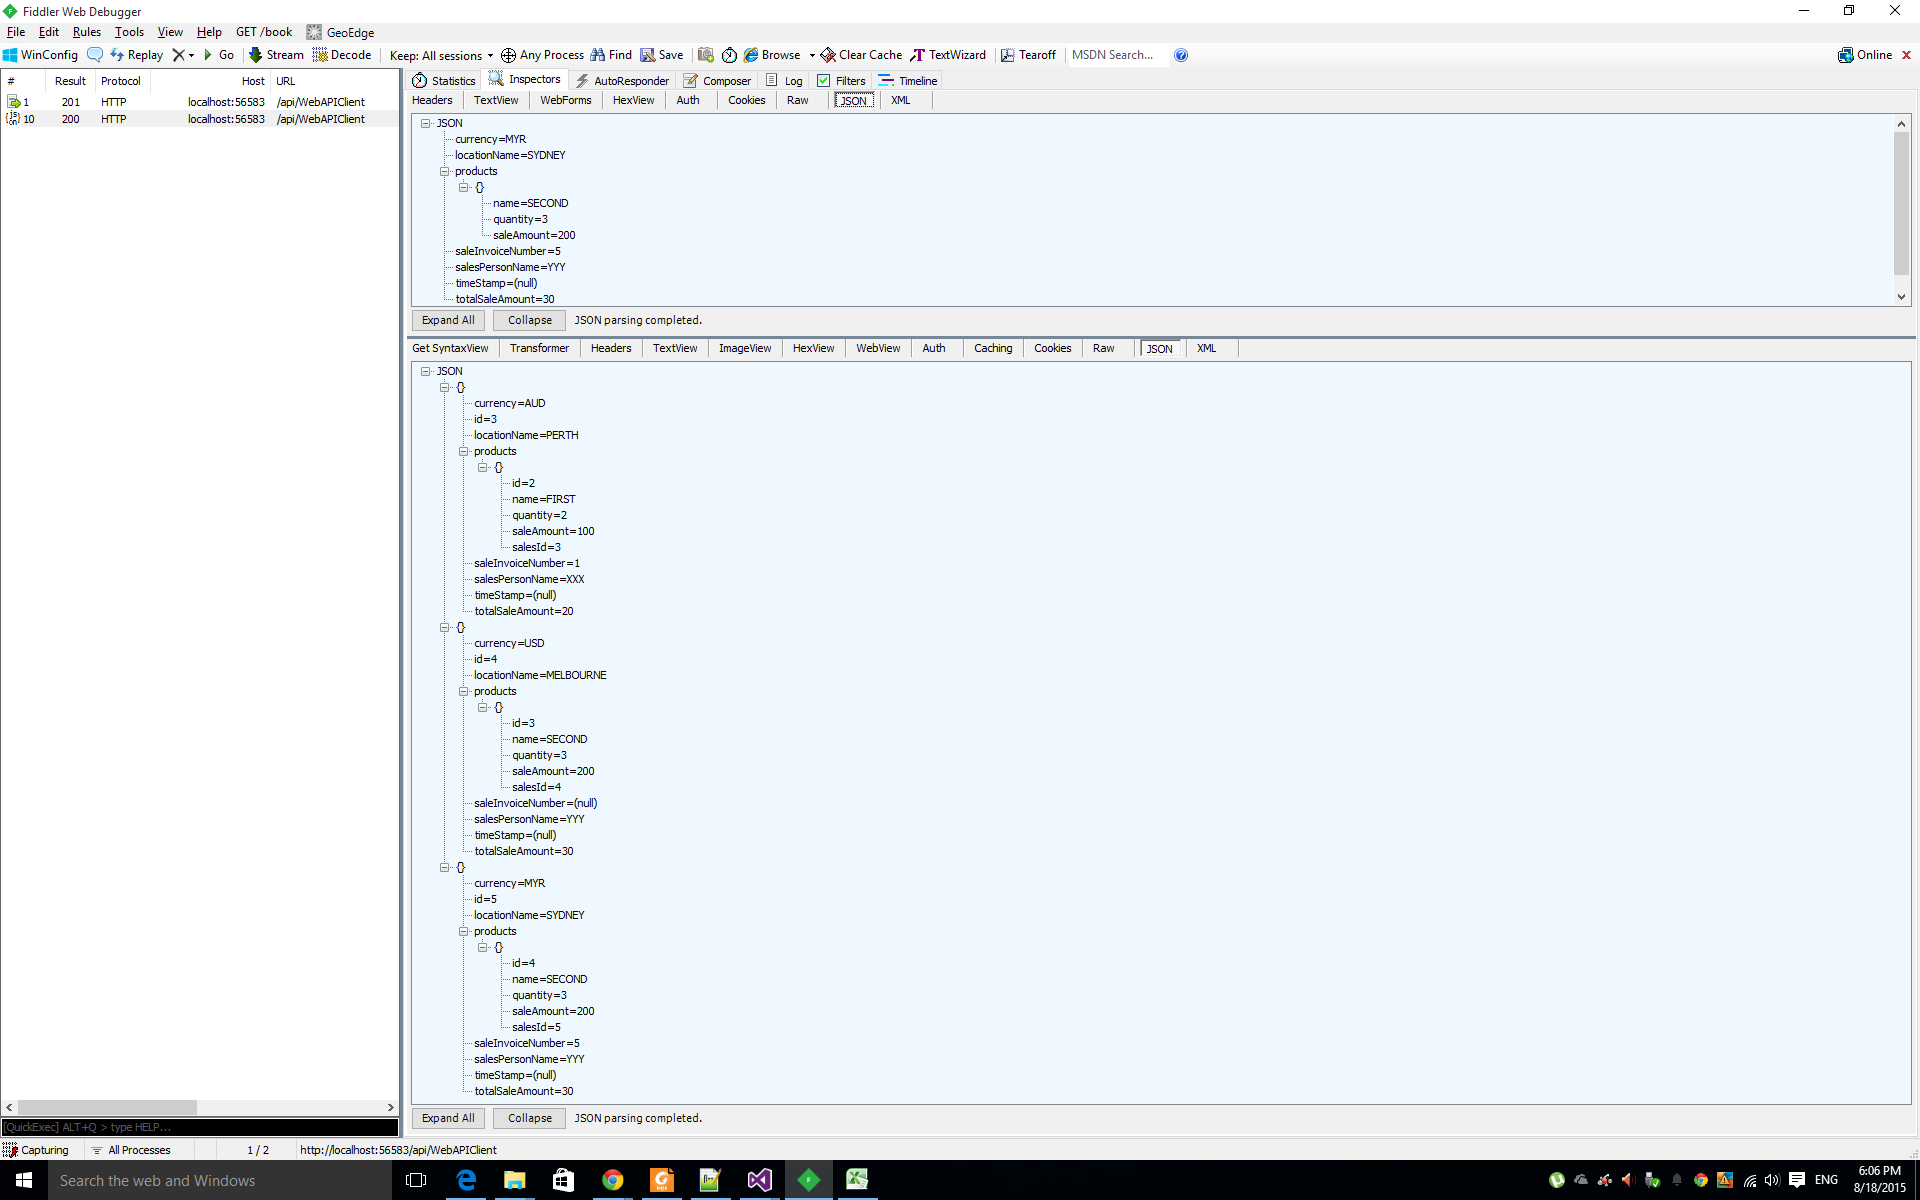 Fiddler Web Debugger
File Edit Rules Tools View Help GET /book GeoEdge
WinConfig Replay Go Stream Decode Keep: All sessions Any Process Find Save Browse Clear Cache TextWizard Tearoff MSDN Search... Online
# Result Protocol Host URL
1 201 HTTP localhost:56583 /api/WebAPIClient
10 200 HTTP localhost:56583 /api/WebAPIClient
Statistics Inspectors AutoResponder Composer Log Filters Timeline
Headers TextView WebForms HexView Auth Cookies Raw JSON XML
JSON
currency=MYR
locationName=SYDNEY
products
{}
name=SECOND
quantity=3
saleAmount=200
saleInvoiceNumber=5
salesPersonName=YYY
timeStamp=(null)
totalSaleAmount=30
Expand All Collapse JSON parsing completed.
Get SyntaxView Transformer Headers TextView ImageView HexView WebView Auth Caching Cookies Raw JSON XML
JSON
{}
currency=AUD
id=3
locationName=PERTH
products
{}
id=2
name=FIRST
quantity=2
saleAmount=100
salesId=3
saleInvoiceNumber=1
salesPersonName=XXX
timeStamp=(null)
totalSaleAmount=20
{}
currency=USD
id=4
locationName=MELBOURNE
products
{}
id=3
name=SECOND
quantity=3
saleAmount=200
salesId=4
saleInvoiceNumber=(null)
salesPersonName=YYY
timeStamp=(null)
totalSaleAmount=30
{}
currency=MYR
id=5
locationName=SYDNEY
products
{}
id=4
name=SECOND
quantity=3
saleAmount=200
salesId=5
saleInvoiceNumber=5
salesPersonName=YYY
timeStamp=(null)
totalSaleAmount=30
Expand All Collapse JSON parsing completed.
[QuickExec] ALT+Q > type HELP...
Capturing All Processes 1 / 2 http://localhost:56583/api/WebAPIClient
Search the web and Windows
ENG
6:06 PM
8/18/2015